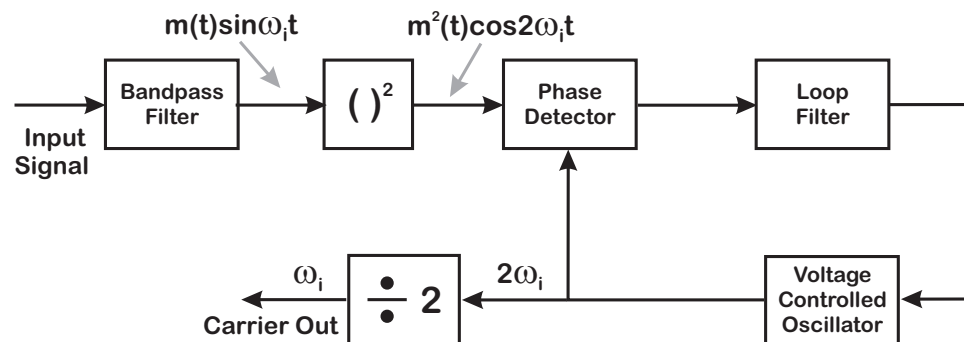 m(t)sinωᵢt
m²(t)cos2ωᵢt
Bandpass
Filter
( )²
Phase
Detector
Loop
Filter
Input
Signal
ωᵢ
Carrier Out
÷ 2
2ωᵢ
Voltage
Controlled
Oscillator